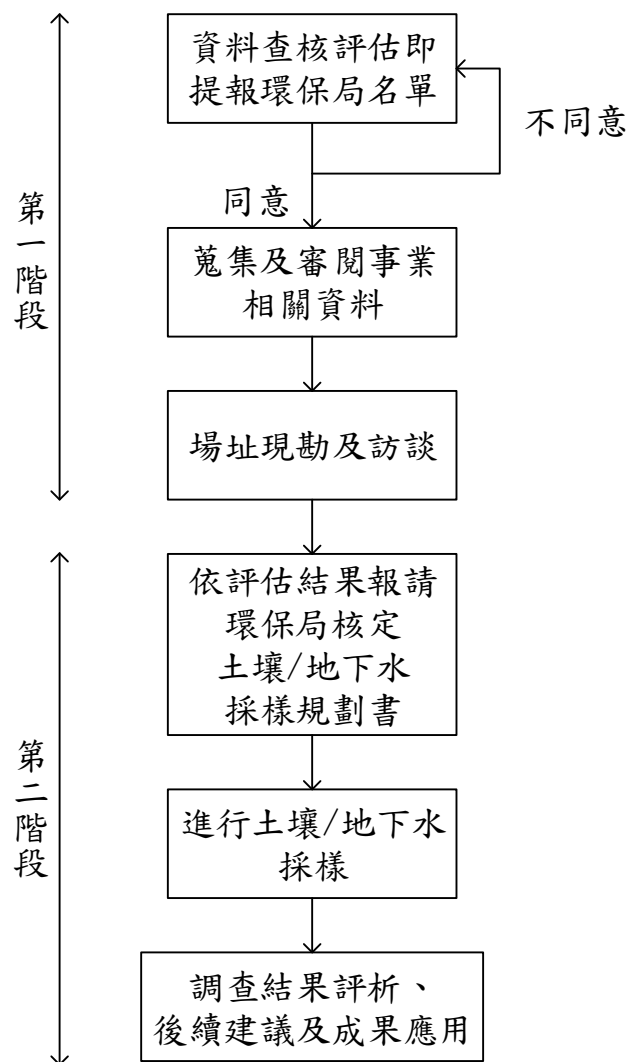 資料查核評估即
提報環保局名單
不同意
同意
第一階段
蒐集及審閱事業
相關資料
場址現勘及訪談
依評估結果報請
環保局核定
土壤/地下水
採樣規劃書
第二階段
進行土壤/地下水
採樣
調查結果評析、
後續建議及成果應用